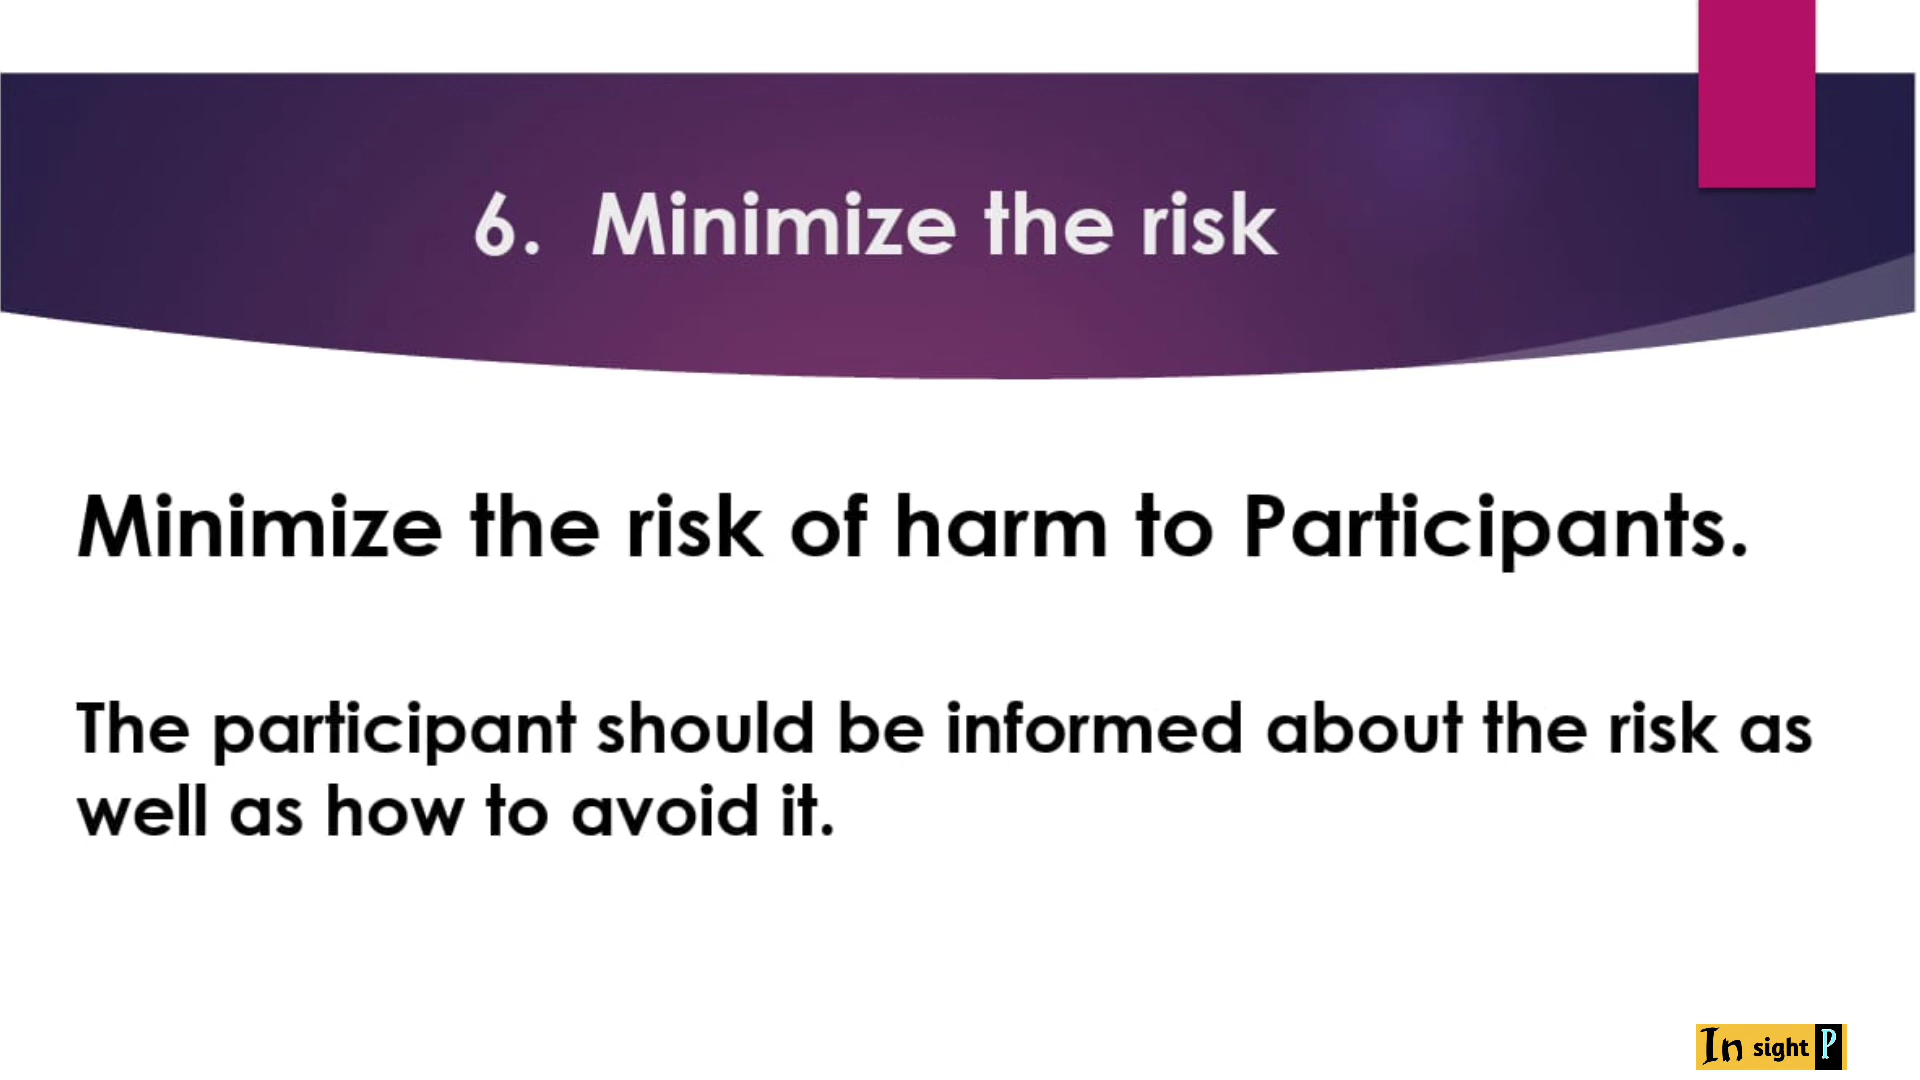 6. Minimize the risk
Minimize the risk of harm to Participants.
The participant should be informed about the risk as
well as how to avoid it.
In sight P